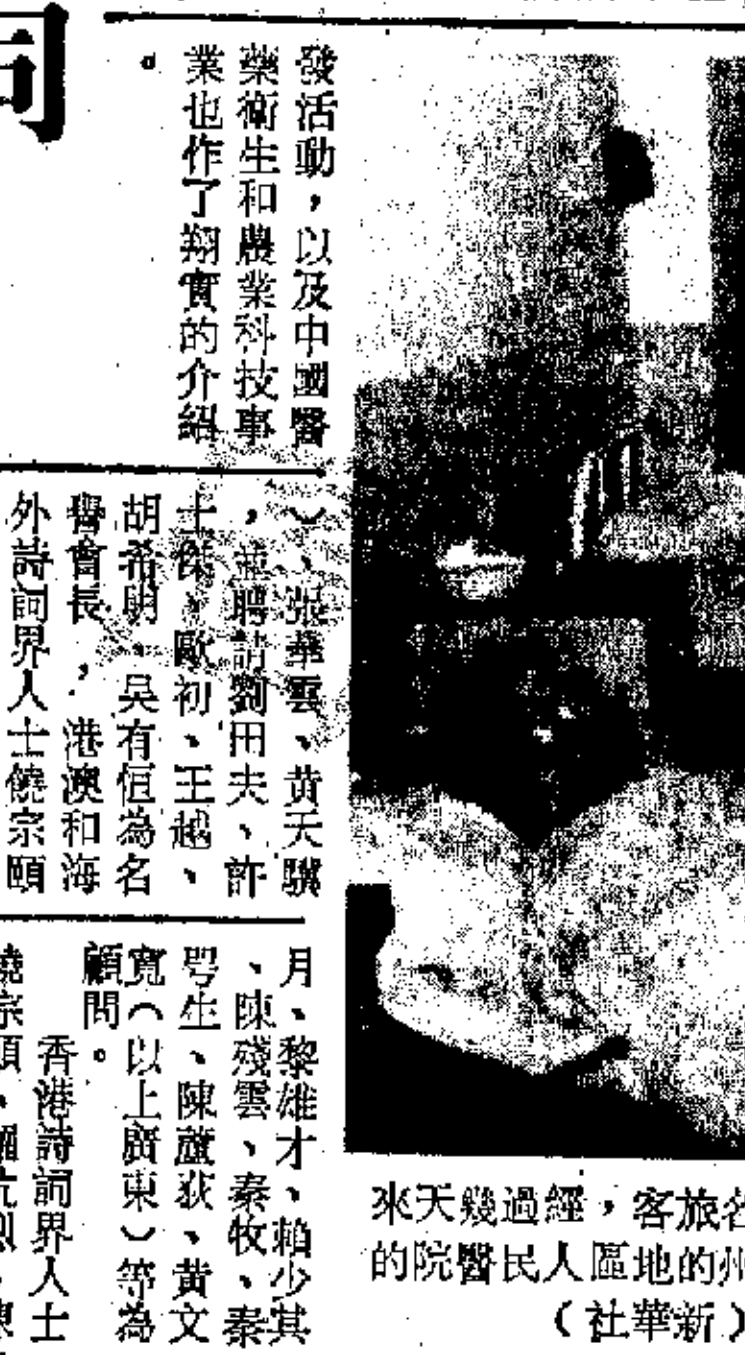 發活動，以及中國醫
藥衛生和農業科技事
業也作了翔實的介紹
。
）、張華雲、黄天驥
，並聘請劉田夫、許
士傑、歐初、王越、
胡希明、吳有恒為名
譽會長，港澳和海
外詩詞界人士饒宗頤
月、黎雄才、賴少其
、陳殘雲、秦牧、秦
咢生、陳蘆荻、黃文
寬（以上廣東）等為
顧問。
香港詩詞界人士
饒宗頤、
名旅客，經過幾天來
州的地區人民醫院的
（新華社）